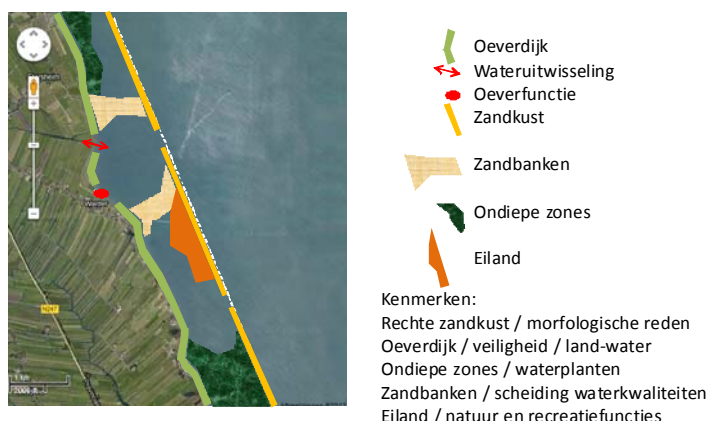 Oeverdijk
Wateruitwisseling
Oeverfunctie
Zandkust
Zandbanken
Ondiepe zones
Eiland
Kenmerken:
Rechte zandkust / morfologische reden
Oeverdijk / veiligheid / land-water
Ondiepe zones / waterplanten
Zandbanken / scheiding waterkwaliteiten
Eiland / natuur en recreatiefuncties
N247